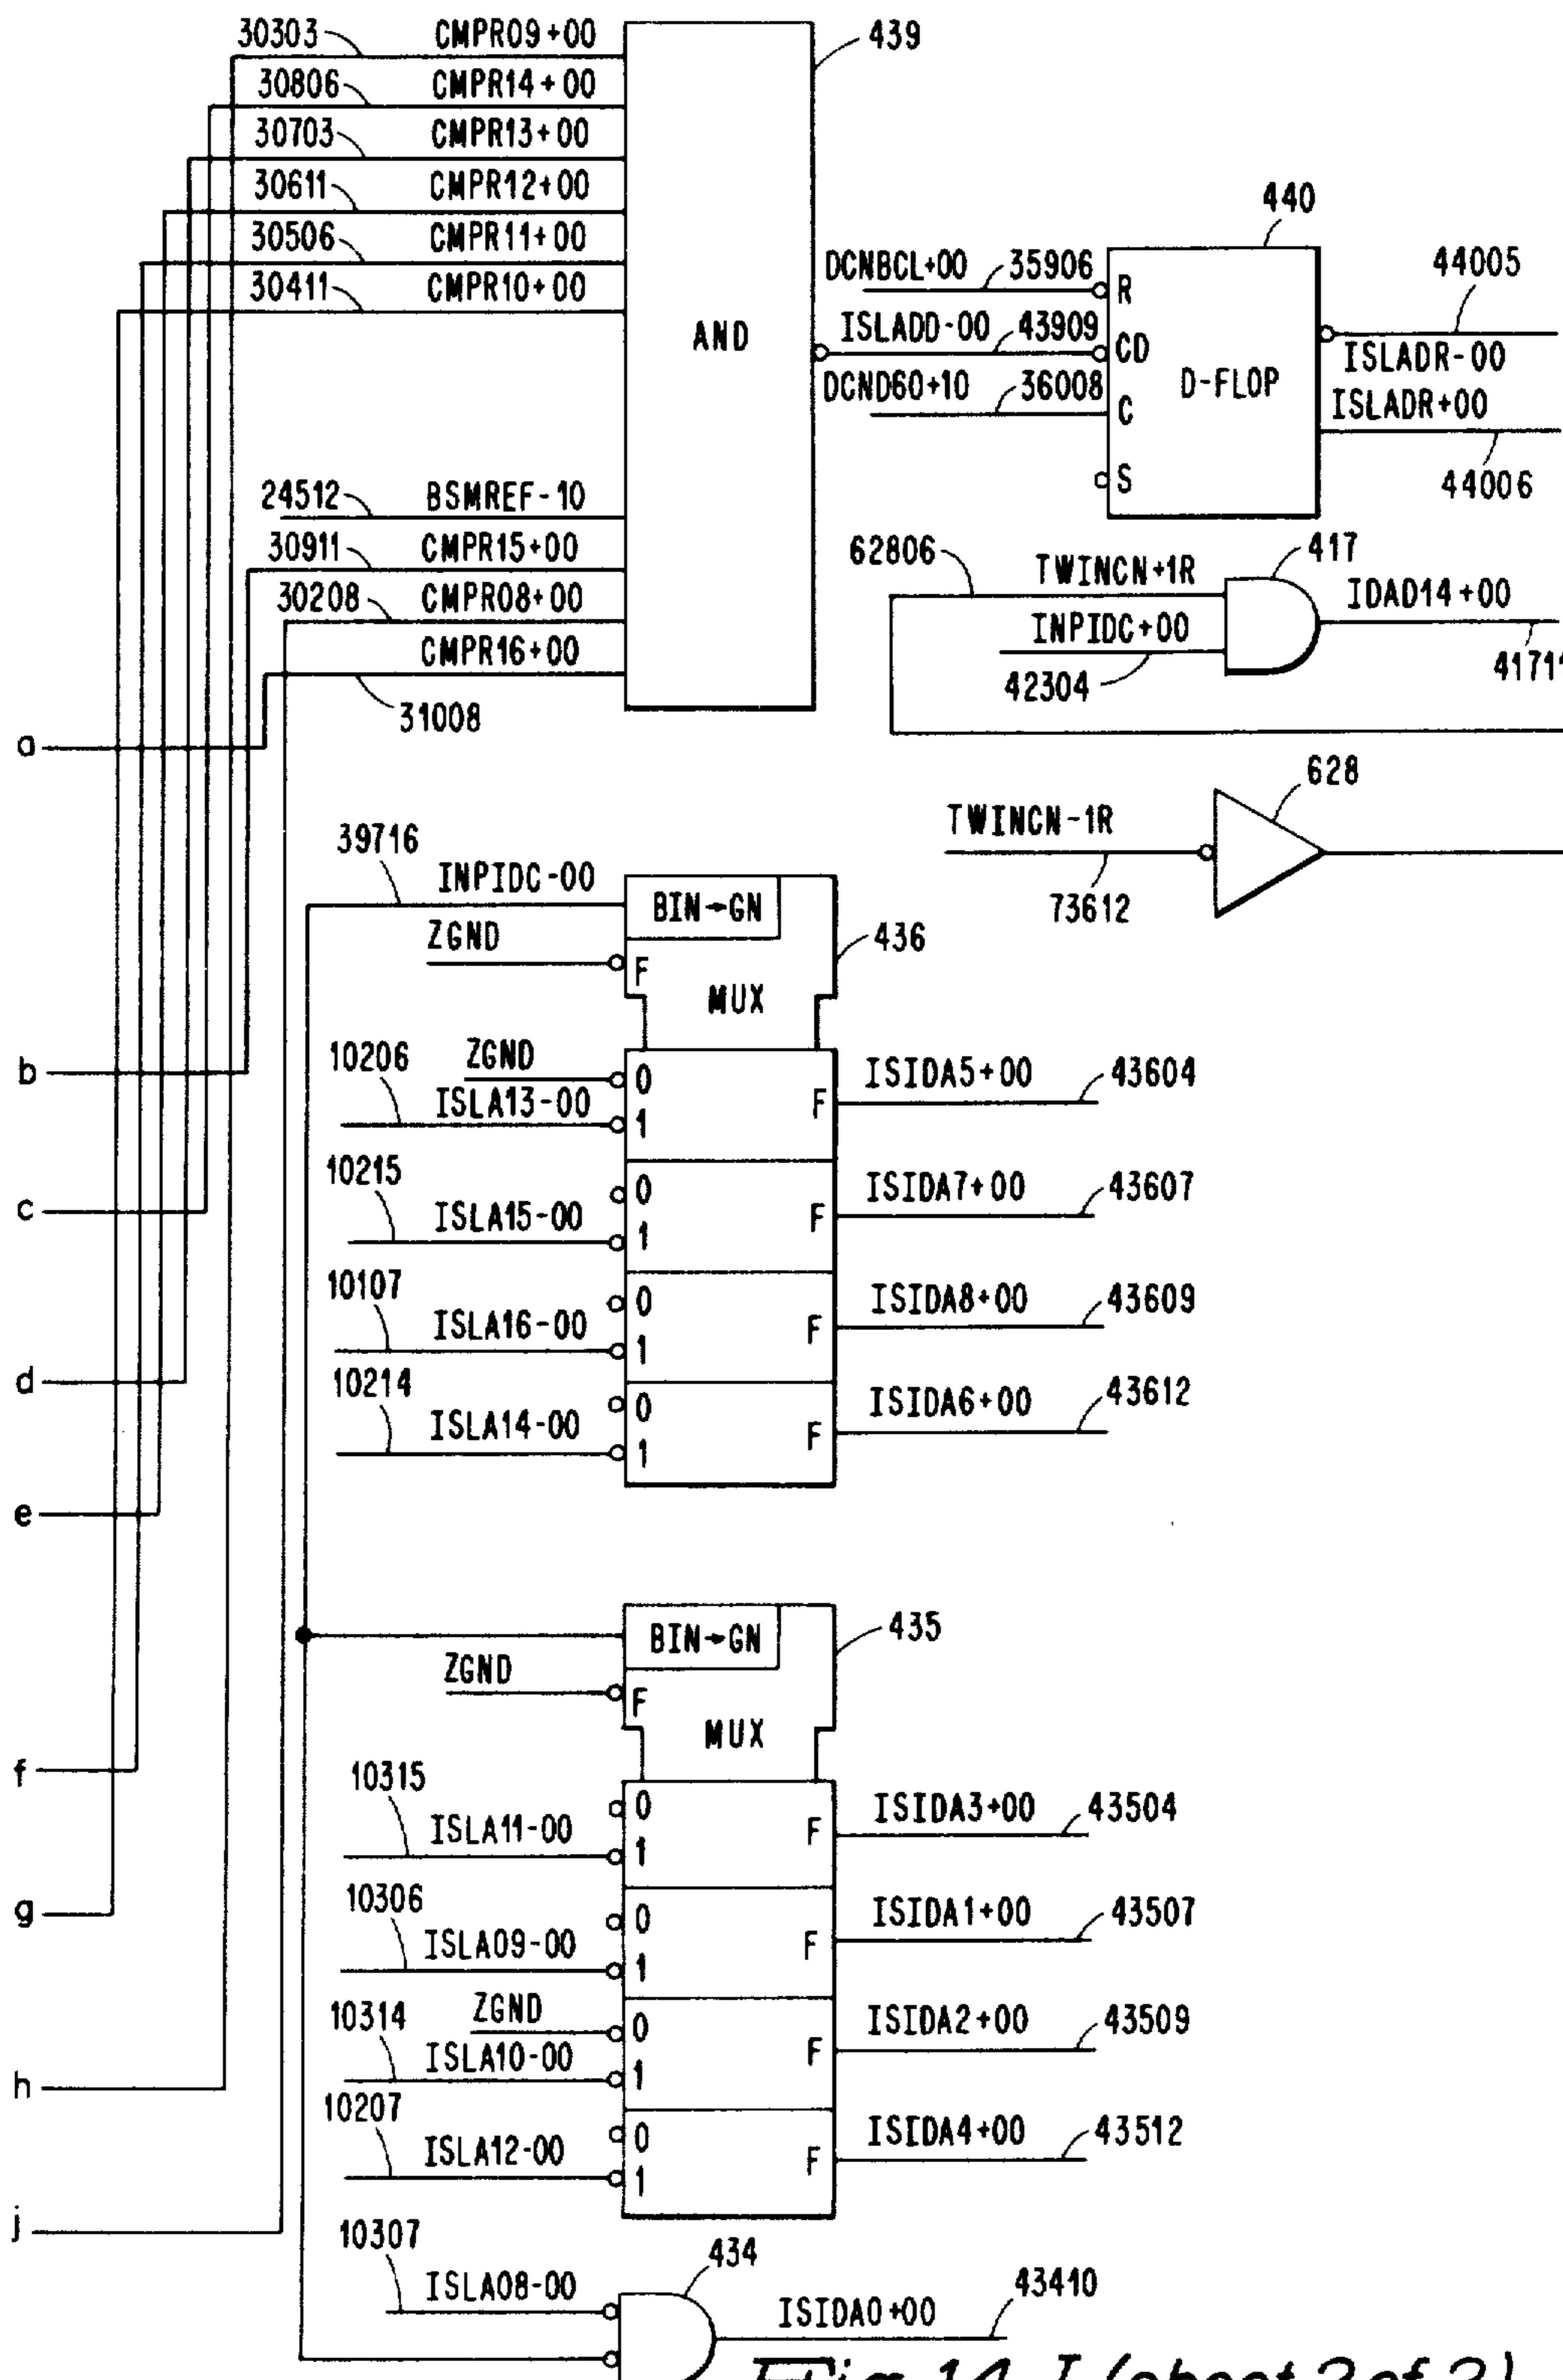 30303 CMPR09+00
439
30806 CMPR14+00
30703 CMPR13+00
30611 CMPR12+00
30506 CMPR11+00
30411 CMPR10+00
AND
24512 BSMREF-10
30911 CMPR15+00
30208 CMPR08+00
CMPR16+00
31008
440
DCNBCL+00 35906 R
ISLADD-00 43909 CD
DCND60+10 36008 C
S
D-FLOP
44005
ISLADR-00
ISLADR+00
44006
62806 TWINCN+1R
417
INPIDC+00
42304
IDAD14+00
41711
TWINCN-1R
73612
628
a
b
c
d
e
f
g
h
j
39716
INPIDC-00
BIN→GN
436
ZGND
F
MUX
10206
ZGND 0
ISLA13-00 1
F ISIDA5+00 43604
10215
0
ISLA15-00 1
F ISIDA7+00 43607
10107
0
ISLA16-00 1
F ISIDA8+00 43609
10214
0
ISLA14-00 1
F ISIDA6+00 43612
BIN→GN
435
ZGND
F
MUX
10315
0
ISLA11-00 1
F ISIDA3+00 43504
10306
0
ISLA09-00 1
F ISIDA1+00 43507
10314
ZGND 0
ISLA10-00 1
F ISIDA2+00 43509
10207
0
ISLA12-00 1
F ISIDA4+00 43512
10307
ISLA08-00
434
ISIDA0+00
43410
Fig. 14 I (sheet 2 of 2)